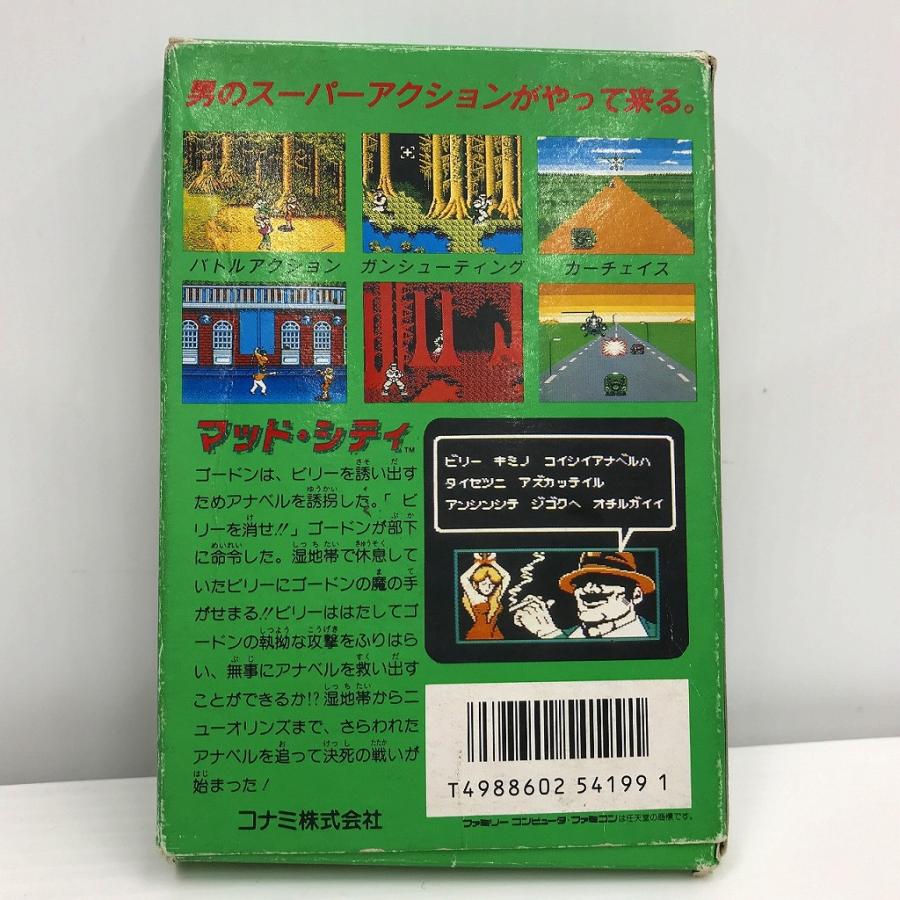 男のスーパーアクションがやって来る。
バトルアクション ガンシューティング カーチェイス
マッド・シティ™
ゴードンは、ビリーを誘い出す
ためアナベルを誘拐した。「ビ
リーを消せ!!」ゴードンが部下
に命令した。湿地帯で休息して
いたビリーにゴードンの魔の手
がせまる!!ビリーははたしてゴ
ードンの執拗な攻撃をふりはら
い、無事にアナベルを救い出す
ことができるか!?湿地帯からニ
ューオリンズまで、さらわれた
アナベルを追って決死の戦いが
始まった!
コナミ株式会社
ビリー キミノ コイシイアナベルハ
タイセツニ アズカッテイル
アンシンシテ ジゴクヘ オチルガイイ
T4988602 54199 1
ファミリーコンピュータ・ファミコンは任天堂の商標です。